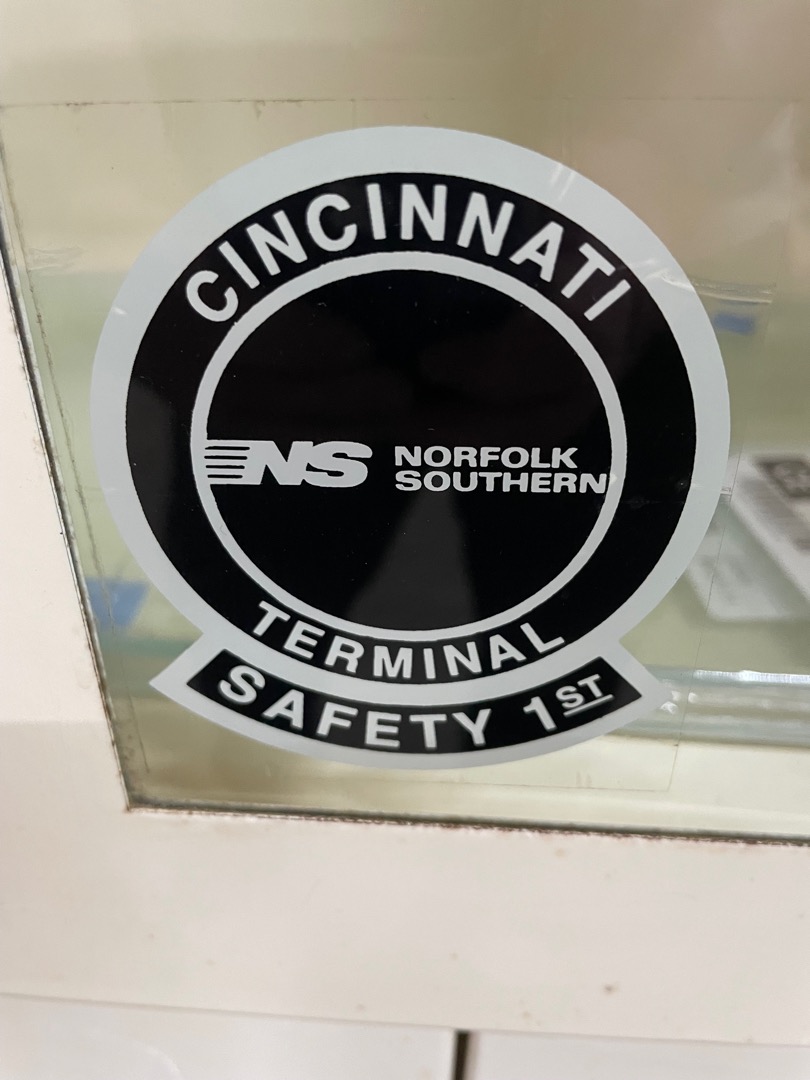 CINCINNATI
NS NORFOLK
SOUTHERN
TERMINAL
SAFETY 1ST